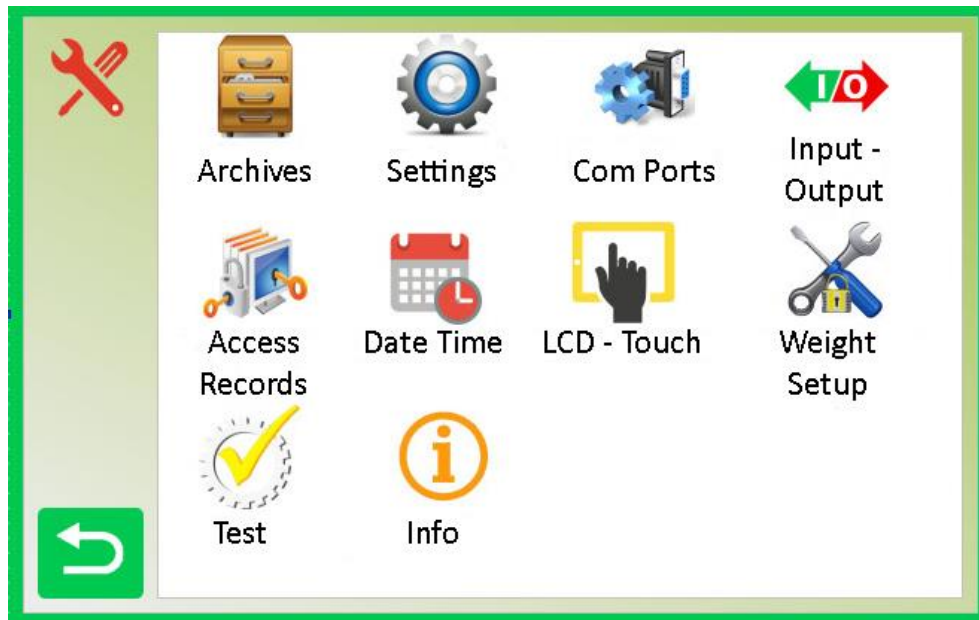 Archives
Settings
Com Ports
I/O
Input -
Output
Access
Records
Date Time
LCD - Touch
Weight
Setup
Test
Info